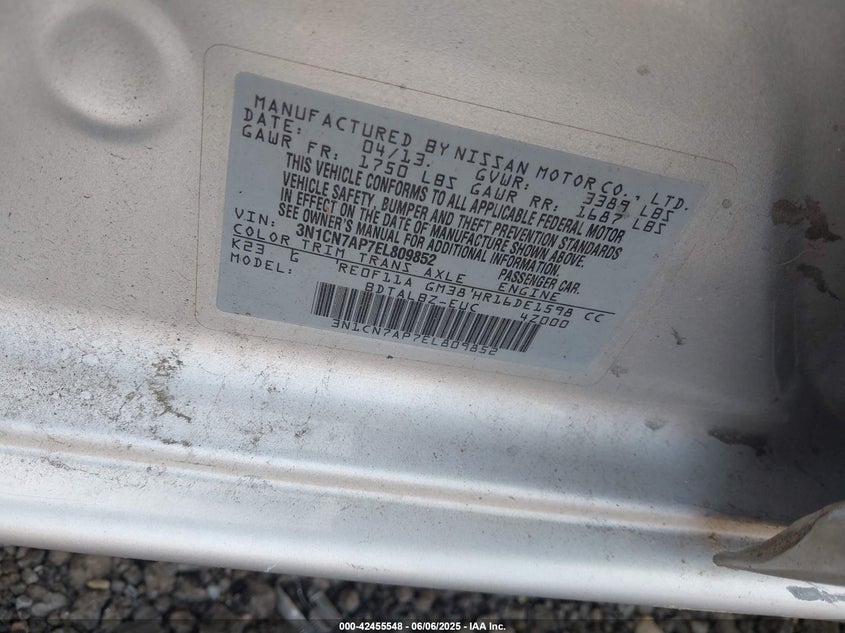 MANUFACTURED BY NISSAN MOTOR CO., LTD.
DATE: 04/13. GVWR: 3389 LBS
GAWR FR: 1750 LBS GAWR RR: 1687 LBS
THIS VEHICLE CONFORMS TO ALL APPLICABLE FEDERAL MOTOR
VEHICLE SAFETY, BUMPER AND THEFT PREVENTION STANDARDS
IN EFFECT ON THE DATE OF MANUFACTURE SHOWN ABOVE.
SEE OWNER'S MANUAL FOR ADDITIONAL INFORMATION.
VIN: 3N1CN7AP7EL809852 PASSENGER CAR.
COLOR TRIM TRANS AXLE ENGINE
K23 G RE0F11A GM38 HR16DE1598 CC
MODEL: BDTALBZ-EUC 47000
3N1CN7AP7EL809852
000-42455548 - 06/06/2025 - IAA Inc.